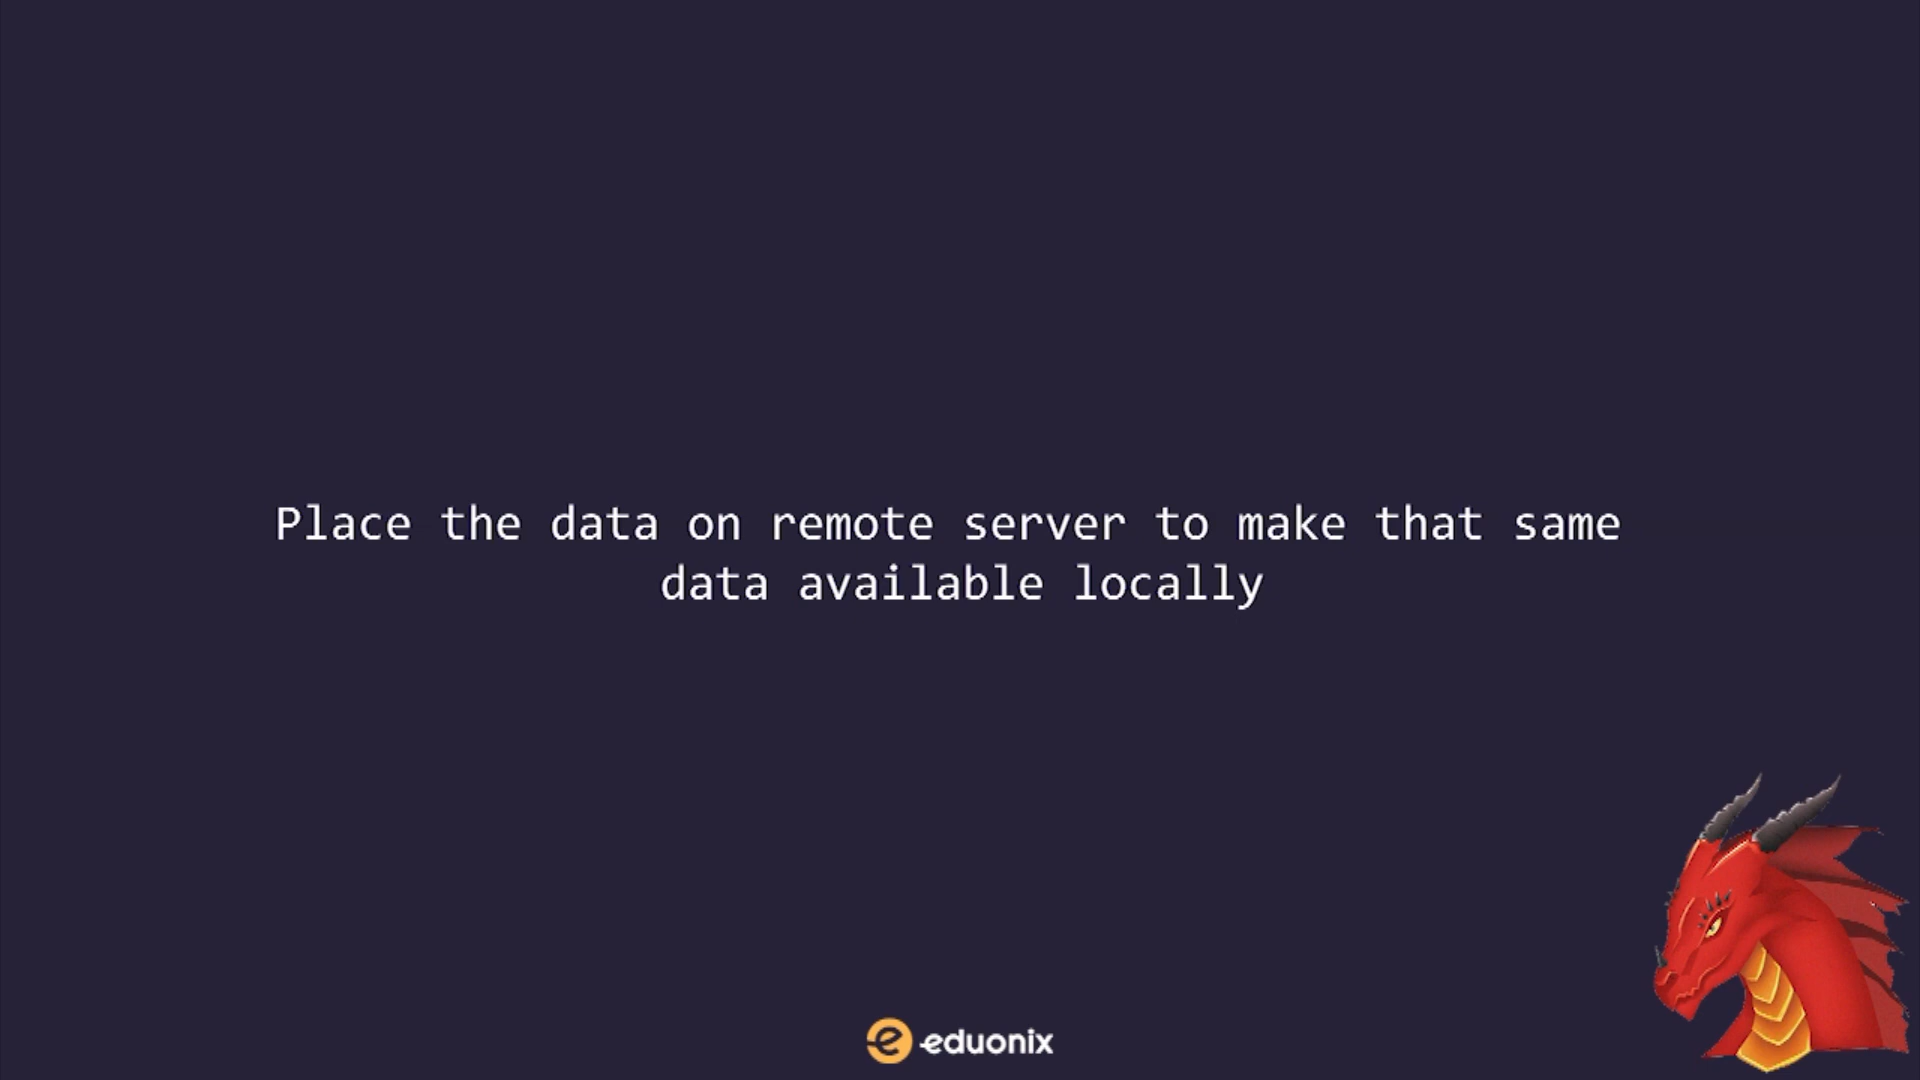 Place the data on remote server to make that same
data available locally
eduonix